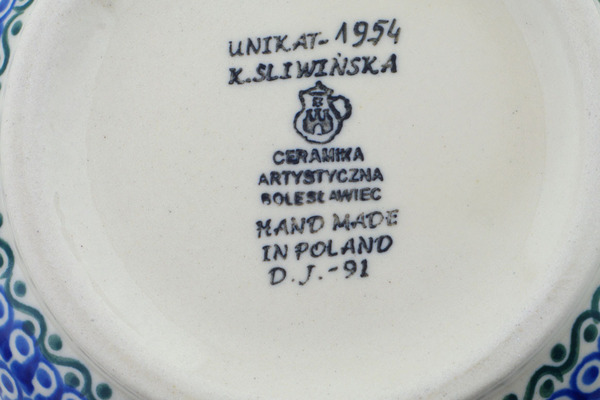 UNIKAT-1954
K.SLIWIŃSKA
CERAMIKA
ARTYSTYCZNA
BOLESŁAWIEC
HAND MADE
IN POLAND
D.J.-91